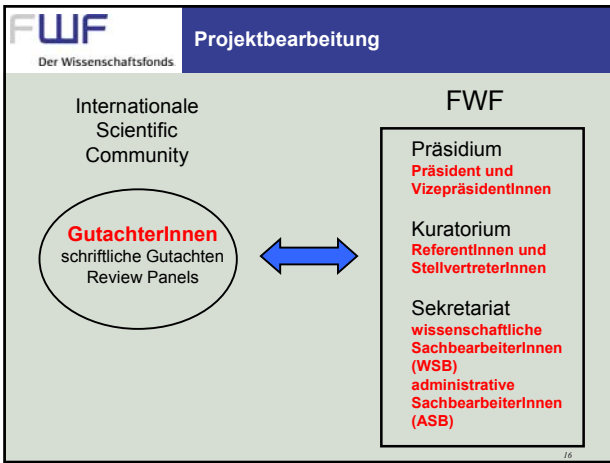 FWF
Der Wissenschaftsfonds.
Projektbearbeitung
Internationale
Scientific
Community
GutachterInnen
schriftliche Gutachten
Review Panels
FWF
Präsidium
Präsident und
VizepräsidentInnen
Kuratorium
ReferentInnen und
StellvertreterInnen
Sekretariat
wissenschaftliche
SachbearbeiterInnen
(WSB)
administrative
SachbearbeiterInnen
(ASB)
16